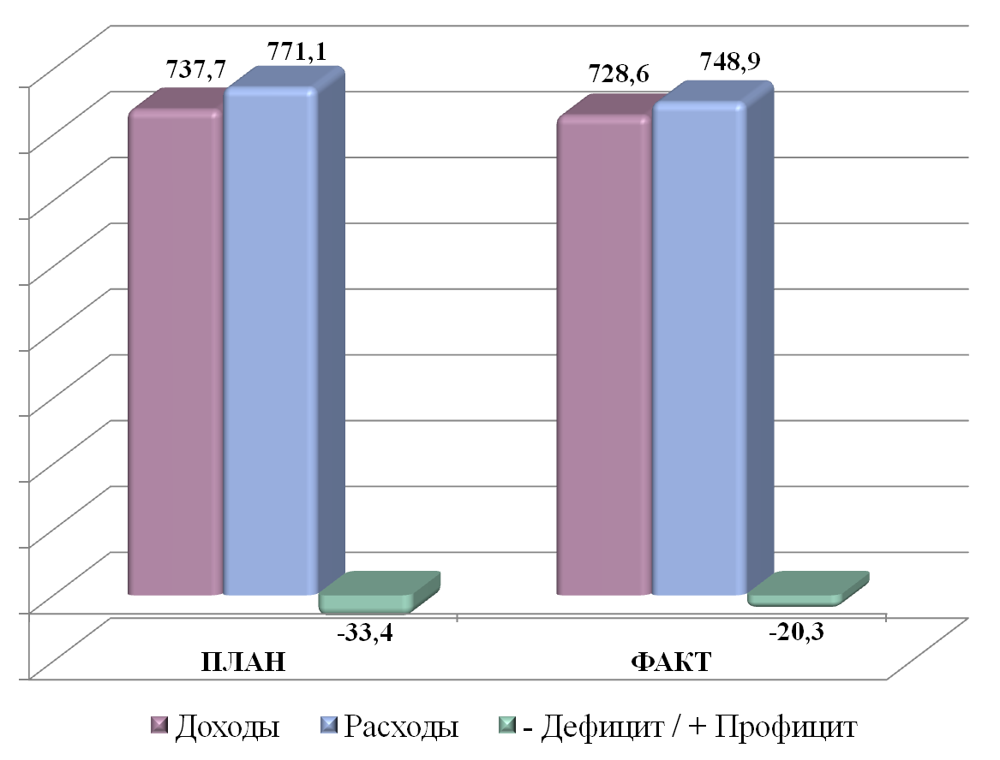 737,7
771,1
728,6
748,9
-33,4
-20,3
ПЛАН
ФАКТ
Доходы
Расходы
- Дефицит / + Профицит